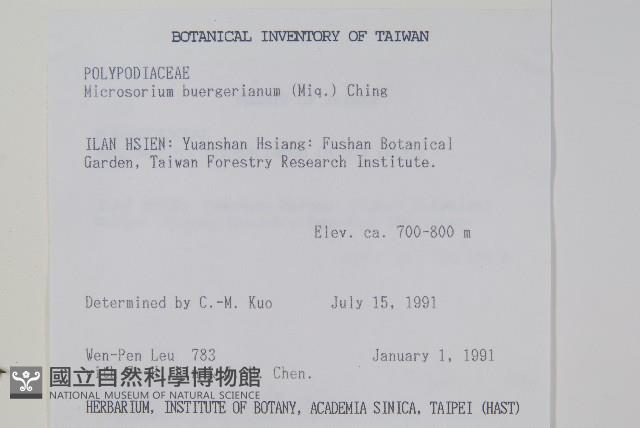 BOTANICAL INVENTORY OF TAIWAN
POLYPODIACEAE
Microsorium buergerianum (Miq.) Ching
ILAN HSIEN: Yuanshan Hsiang: Fushan Botanical
Garden, Taiwan Forestry Research Institute.
Elev. ca. 700-800 m
Determined by C.-M. Kuo July 15, 1991
Wen-Pen Leu 783 January 1, 1991
Chen.
國立自然科學博物館
NATIONAL MUSEUM OF NATURAL SCIENCE
HERBARIUM, INSTITUTE OF BOTANY, ACADEMIA SINICA, TAIPEI (HAST)